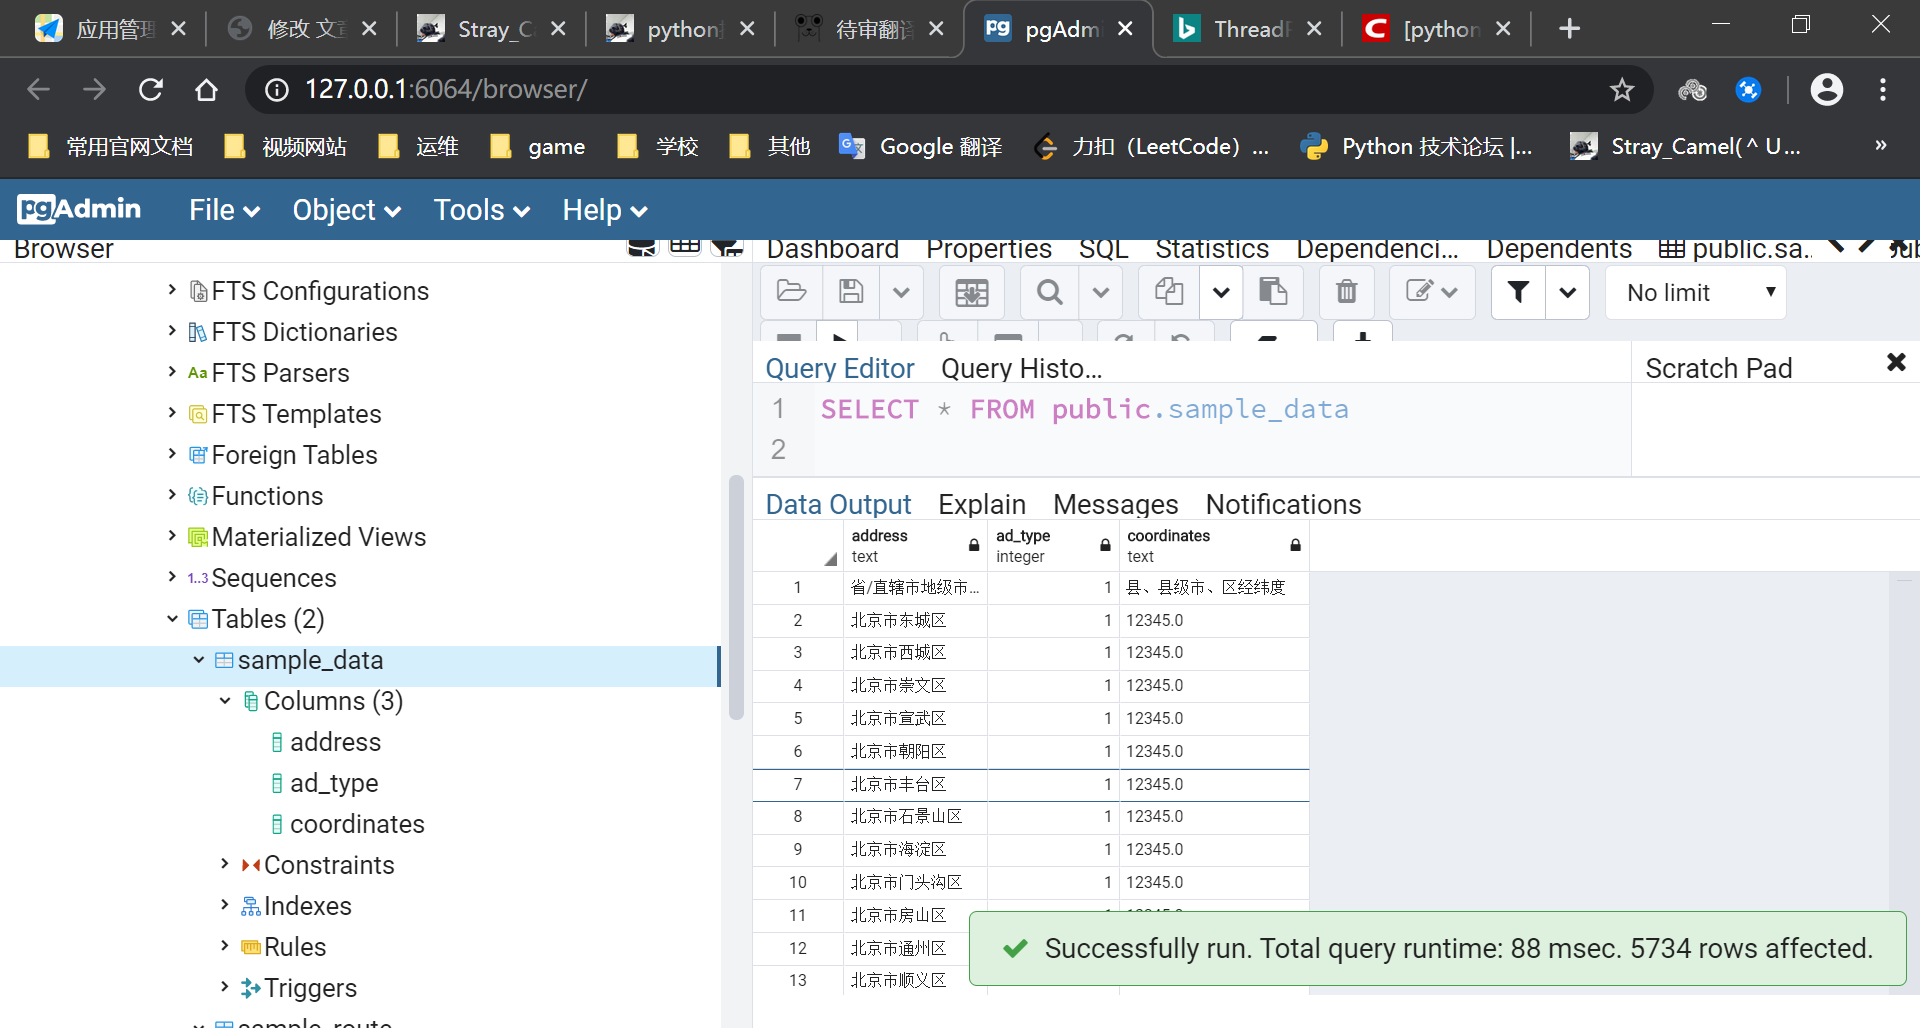 应用管理
修改 文章
Stray_C
python
待审翻译
pgAdm
Thread
[python
127.0.0.1:6064/browser/
常用官网文档
视频网站
运维
game
学校
其他
Google 翻译
力扣（LeetCode）...
Python 技术论坛 |...
Stray_Camel(^ U...
»
pgAdmin
File
Object
Tools
Help
Browser
Dashboard
Properties
SQL
Statistics
Dependenci...
Dependents
public.sa..
FTS Configurations
FTS Dictionaries
FTS Parsers
FTS Templates
Foreign Tables
Functions
Materialized Views
1..3 Sequences
Tables (2)
sample_data
Columns (3)
address
ad_type
coordinates
Constraints
Indexes
Rules
Triggers
sample_route
No limit
Query Editor
Query Histo...
Scratch Pad
1 SELECT * FROM public.sample_data
2
Data Output
Explain
Messages
Notifications
address text
ad_type integer
coordinates text
1 省/直辖市地级市... 1 县、县级市、区经纬度
2 北京市东城区 1 12345.0
3 北京市西城区 1 12345.0
4 北京市崇文区 1 12345.0
5 北京市宣武区 1 12345.0
6 北京市朝阳区 1 12345.0
7 北京市丰台区 1 12345.0
8 北京市石景山区 1 12345.0
9 北京市海淀区 1 12345.0
10 北京市门头沟区 1 12345.0
11 北京市房山区
12 北京市通州区
13 北京市顺义区
Successfully run. Total query runtime: 88 msec. 5734 rows affected.